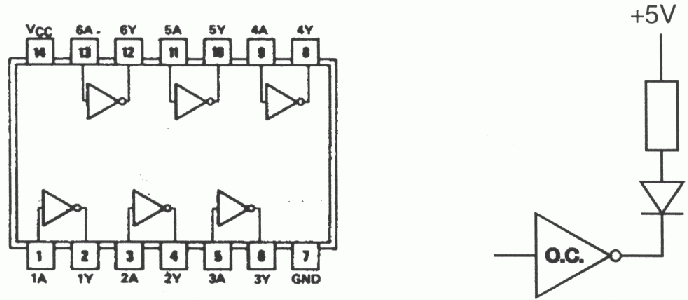 VCC 6A 6Y 5A 5Y 4A 4Y
14 13 12 11 10 9 8
1 2 3 4 5 6 7
1A 1Y 2A 2Y 3A 3Y GND
+5V
O.C.